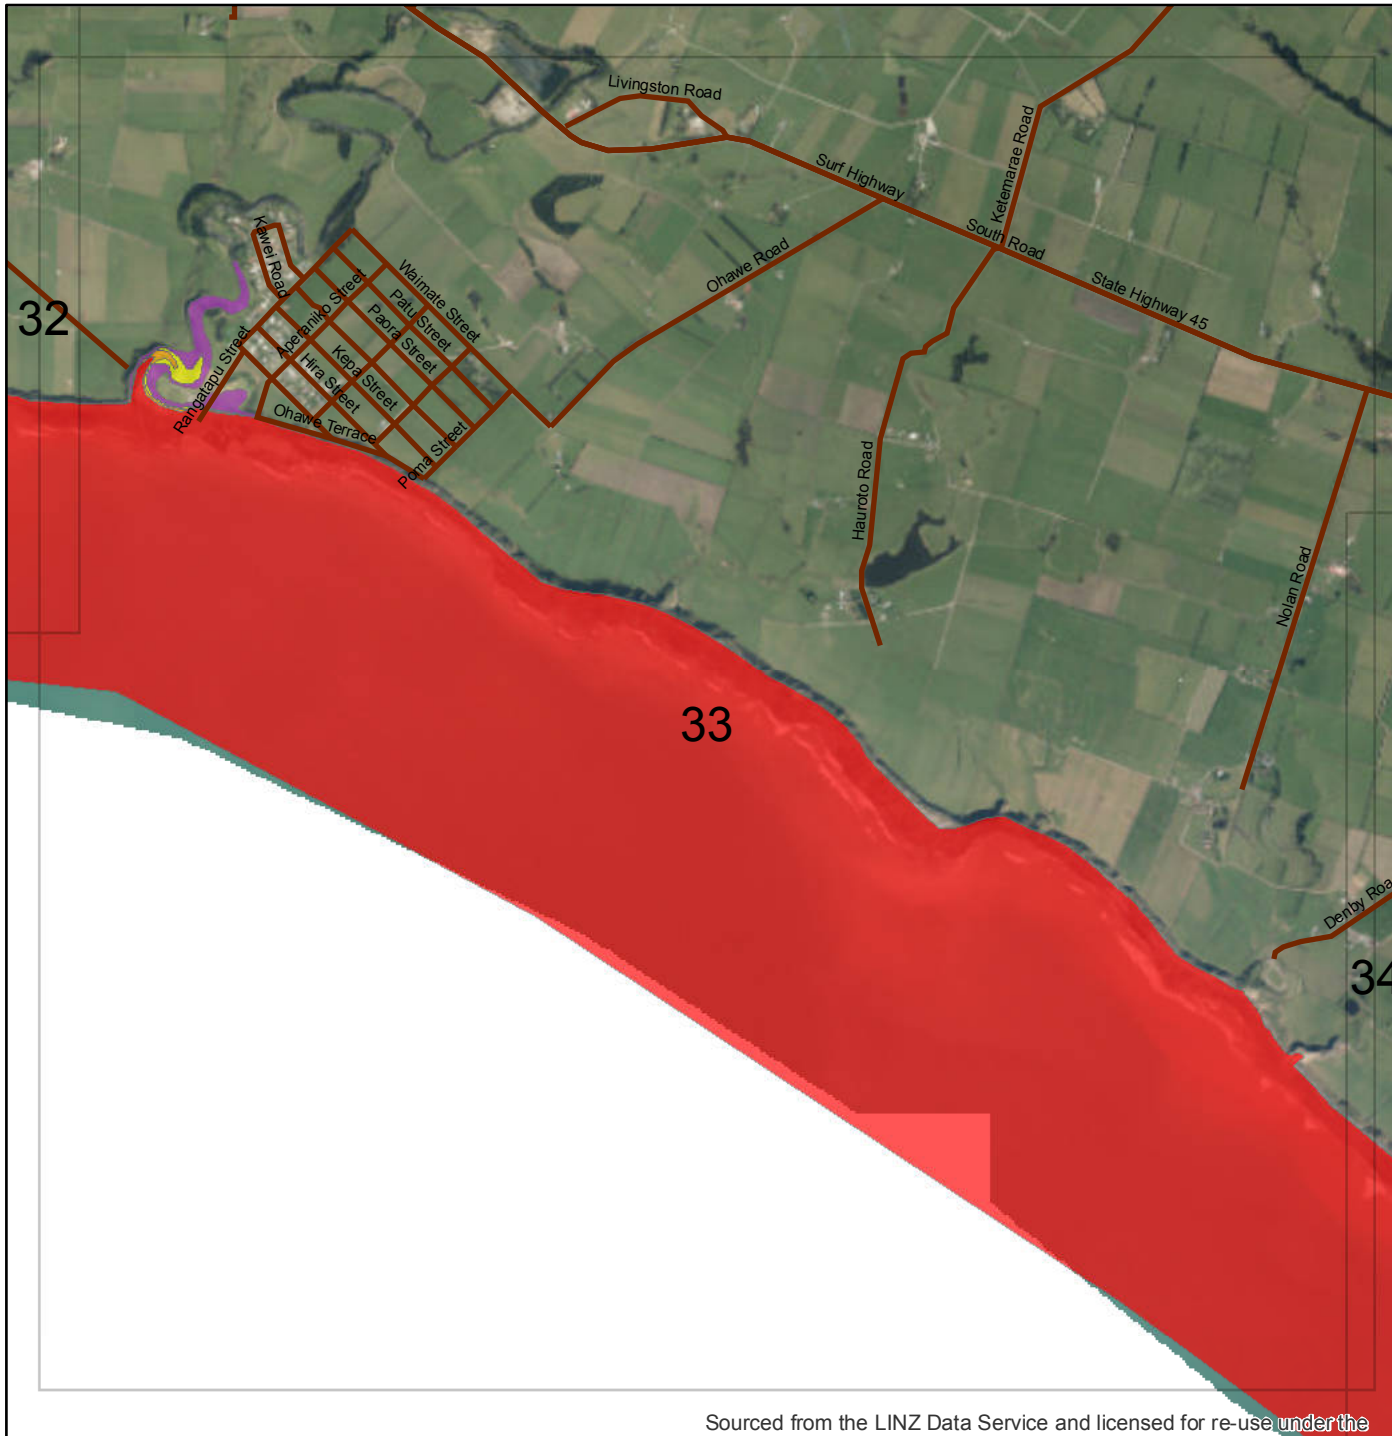 Livingston Road
Surf Highway
Ketemarae Road
South Road
State Highway 45
Ohawe Road
Kawei Road
Waimate Street
Patu Street
Paora Street
Aperaniko Street
Kepa Street
Hira Street
Rangatapu Street
Ohawe Terrace
Poma Street
Hauroto Road
Nolan Road
Denby Roa
32
33
34
Sourced from the LINZ Data Service and licensed for re-use under the